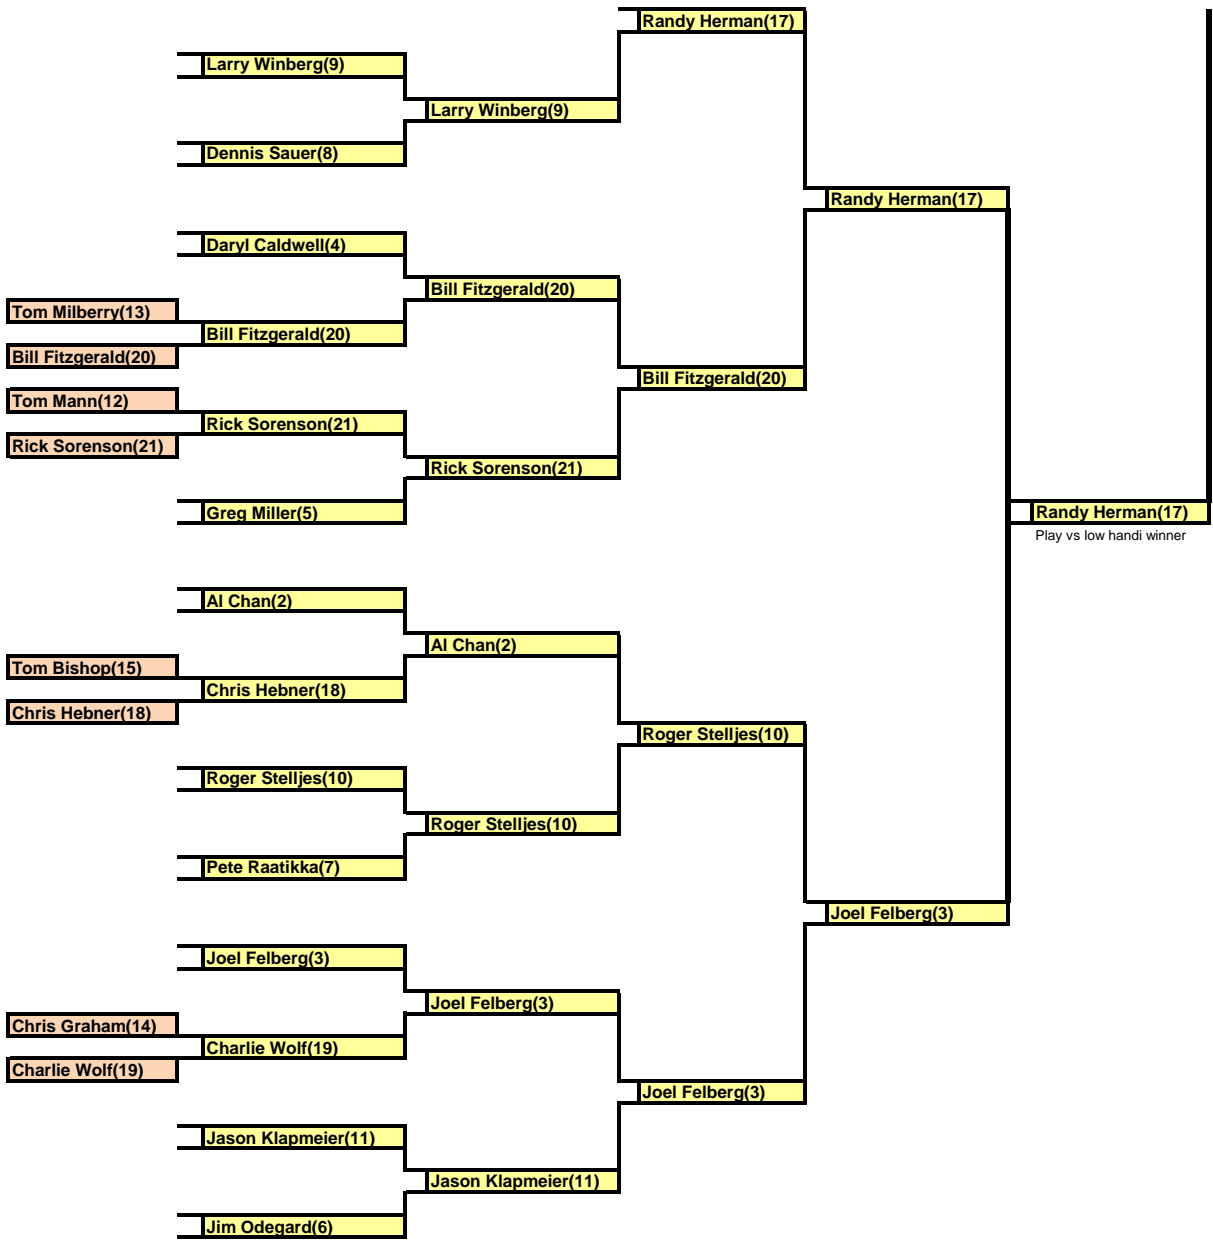 Randy Herman(17)
Larry Winberg(9)
Larry Winberg(9)
Dennis Sauer(8)
Randy Herman(17)
Daryl Caldwell(4)
Bill Fitzgerald(20)
Tom Milberry(13)
Bill Fitzgerald(20)
Bill Fitzgerald(20)
Bill Fitzgerald(20)
Tom Mann(12)
Rick Sorenson(21)
Rick Sorenson(21)
Rick Sorenson(21)
Greg Miller(5)
Randy Herman(17)
Play vs low handi winner
Al Chan(2)
Al Chan(2)
Tom Bishop(15)
Chris Hebner(18)
Chris Hebner(18)
Roger Stelljes(10)
Roger Stelljes(10)
Roger Stelljes(10)
Pete Raatikka(7)
Joel Felberg(3)
Joel Felberg(3)
Joel Felberg(3)
Chris Graham(14)
Charlie Wolf(19)
Charlie Wolf(19)
Joel Felberg(3)
Jason Klapmeier(11)
Jason Klapmeier(11)
Jim Odegard(6)